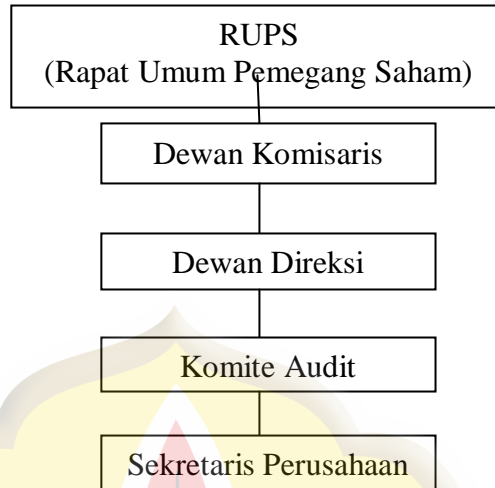 RUPS
(Rapat Umum Pemegang Saham)
Dewan Komisaris
Dewan Direksi
Komite Audit
Sekretaris Perusahaan